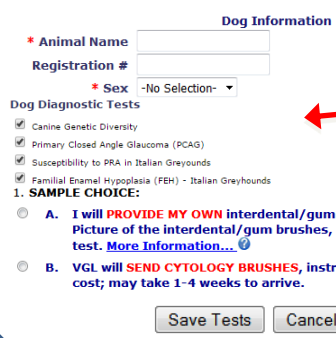 Dog Information
* Animal Name
Registration #
* Sex -No Selection-
Dog Diagnostic Tests
Canine Genetic Diversity
Primary Closed Angle Glaucoma (PCAG)
Susceptibility to PRA in Italian Greyounds
Familial Enamel Hypoplasia (FEH) - Italian Greyhounds
1. SAMPLE CHOICE:
A. I will PROVIDE MY OWN interdental/gum
Picture of the interdental/gum brushes,
test. More Information... ?
B. VGL will SEND CYTOLOGY BRUSHES, instr
cost; may take 1-4 weeks to arrive.
Save Tests Cancel